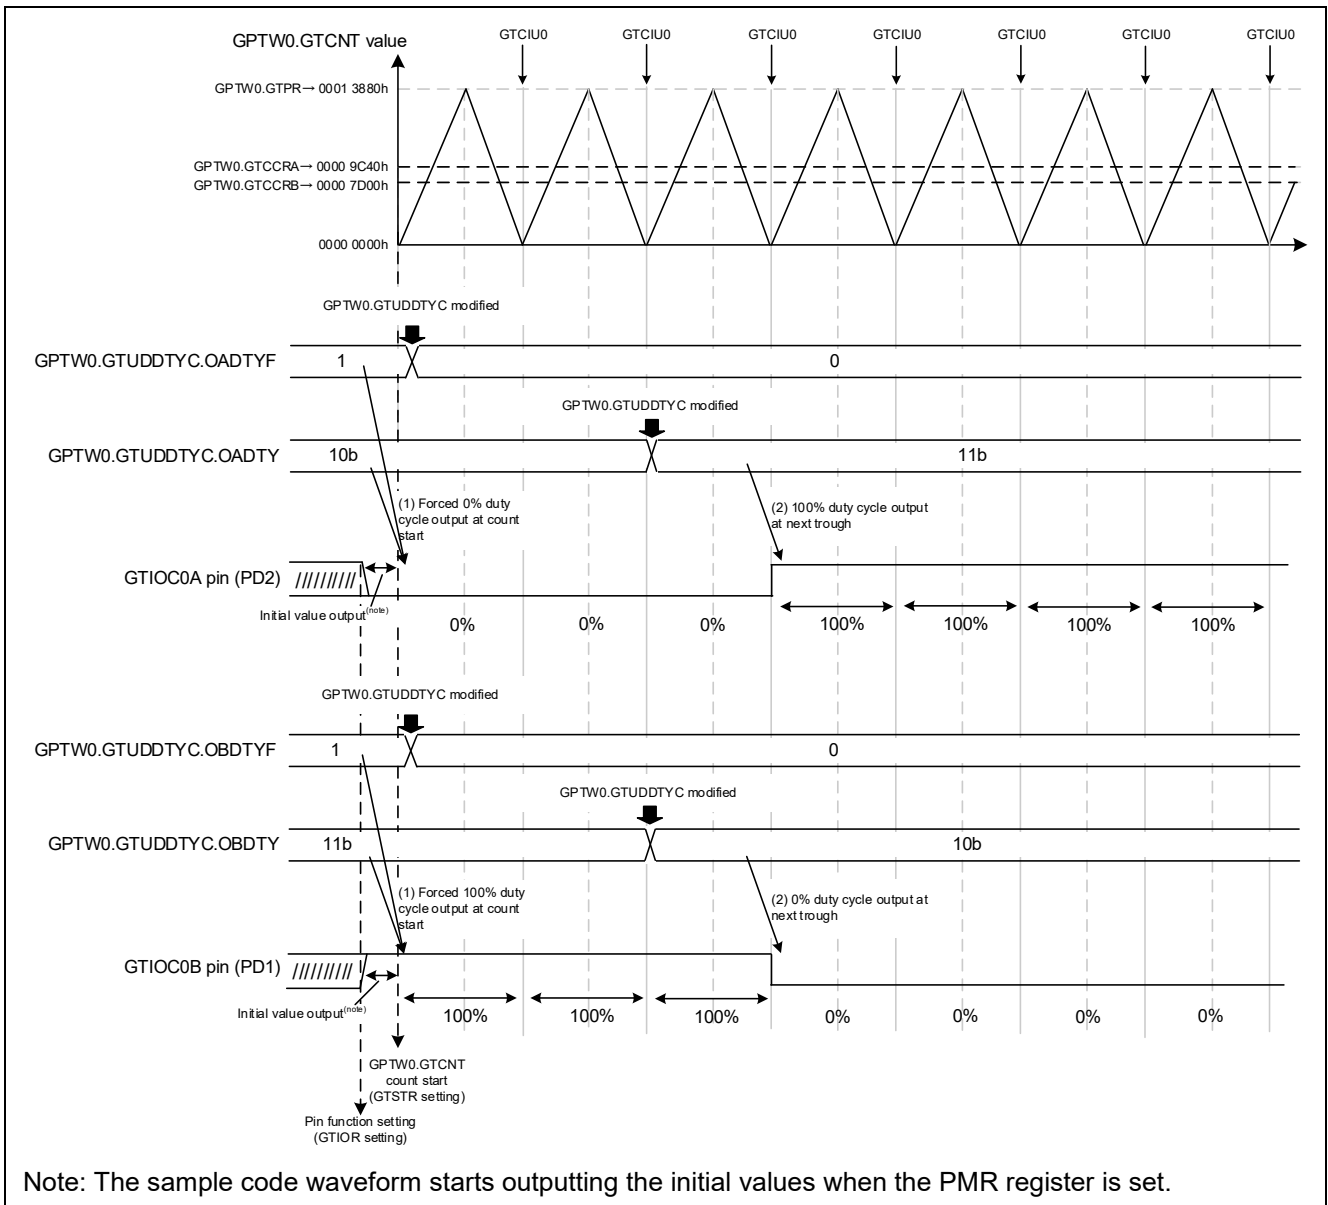 GPTW0.GTCNT value
GTCIU0 GTCIU0 GTCIU0 GTCIU0 GTCIU0 GTCIU0 GTCIU0
GPTW0.GTPR→ 0001 3880h
GPTW0.GTCCRA→ 0000 9C40h
GPTW0.GTCCRB→ 0000 7D00h
0000 0000h
GPTW0.GTUDDTYC modified
GPTW0.GTUDDTYC.OADTYF 1 0
GPTW0.GTUDDTYC modified
GPTW0.GTUDDTYC.OADTY 10b 11b
(1) Forced 0% duty
cycle output at count
start
(2) 100% duty cycle output
at next trough
GTIOC0A pin (PD2)
Initial value output(note)
0% 0% 0% 100% 100% 100% 100%
GPTW0.GTUDDTYC modified
GPTW0.GTUDDTYC.OBDTYF 1 0
GPTW0.GTUDDTYC modified
GPTW0.GTUDDTYC.OBDTY 11b 10b
(1) Forced 100% duty
cycle output at count
start
(2) 0% duty cycle output at
next trough
GTIOC0B pin (PD1)
Initial value output(note)
100% 100% 100% 0% 0% 0% 0%
GPTW0.GTCNT
count start
(GTSTR setting)
Pin function setting
(GTIOR setting)
Note: The sample code waveform starts outputting the initial values when the PMR register is set.